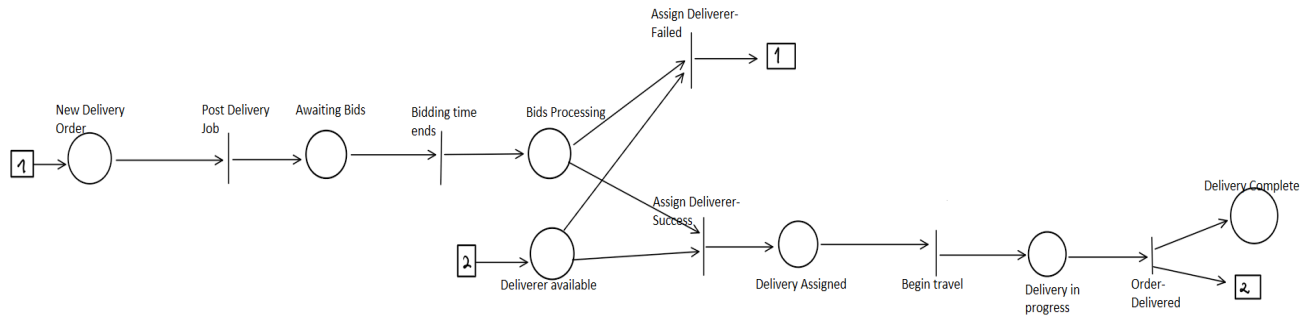 Assign Deliverer-
Failed
1
New Delivery
Order
Post Delivery
Job
Awaiting Bids
Bidding time
ends
Bids Processing
1
Delivery Complete
Assign Deliverer-
Success
2
Deliverer available
Delivery Assigned
Begin travel
Delivery in
progress
Order-
Delivered
2